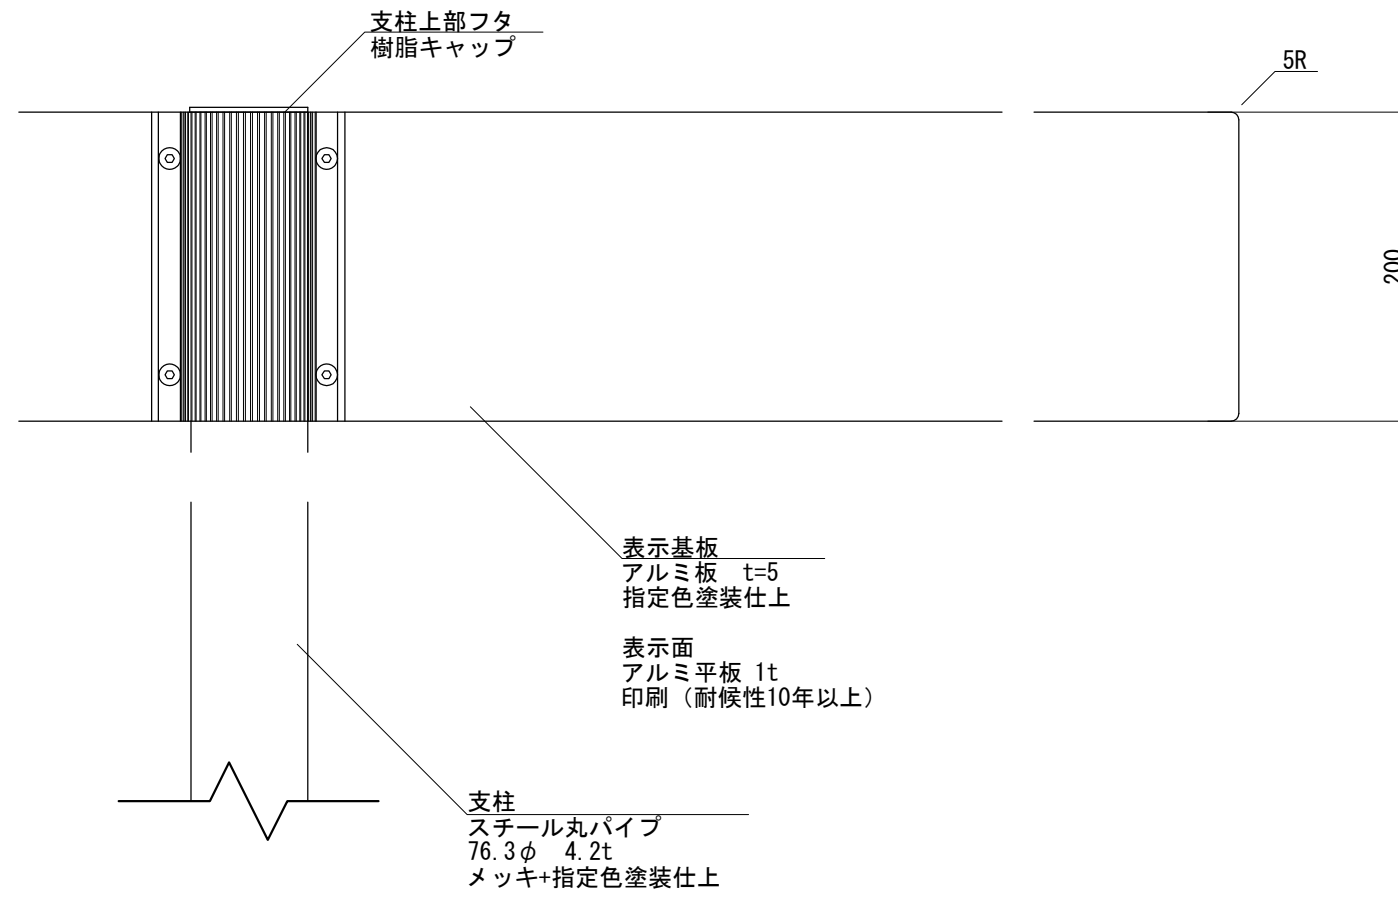 支柱上部フタ
樹脂キャップ
5R
200
表示基板
アルミ板　t=5
指定色塗装仕上
表示面
アルミ平板 1t
印刷（耐候性10年以上）
支柱
スチール丸パイプ
76.3φ　4.2t
メッキ+指定色塗装仕上